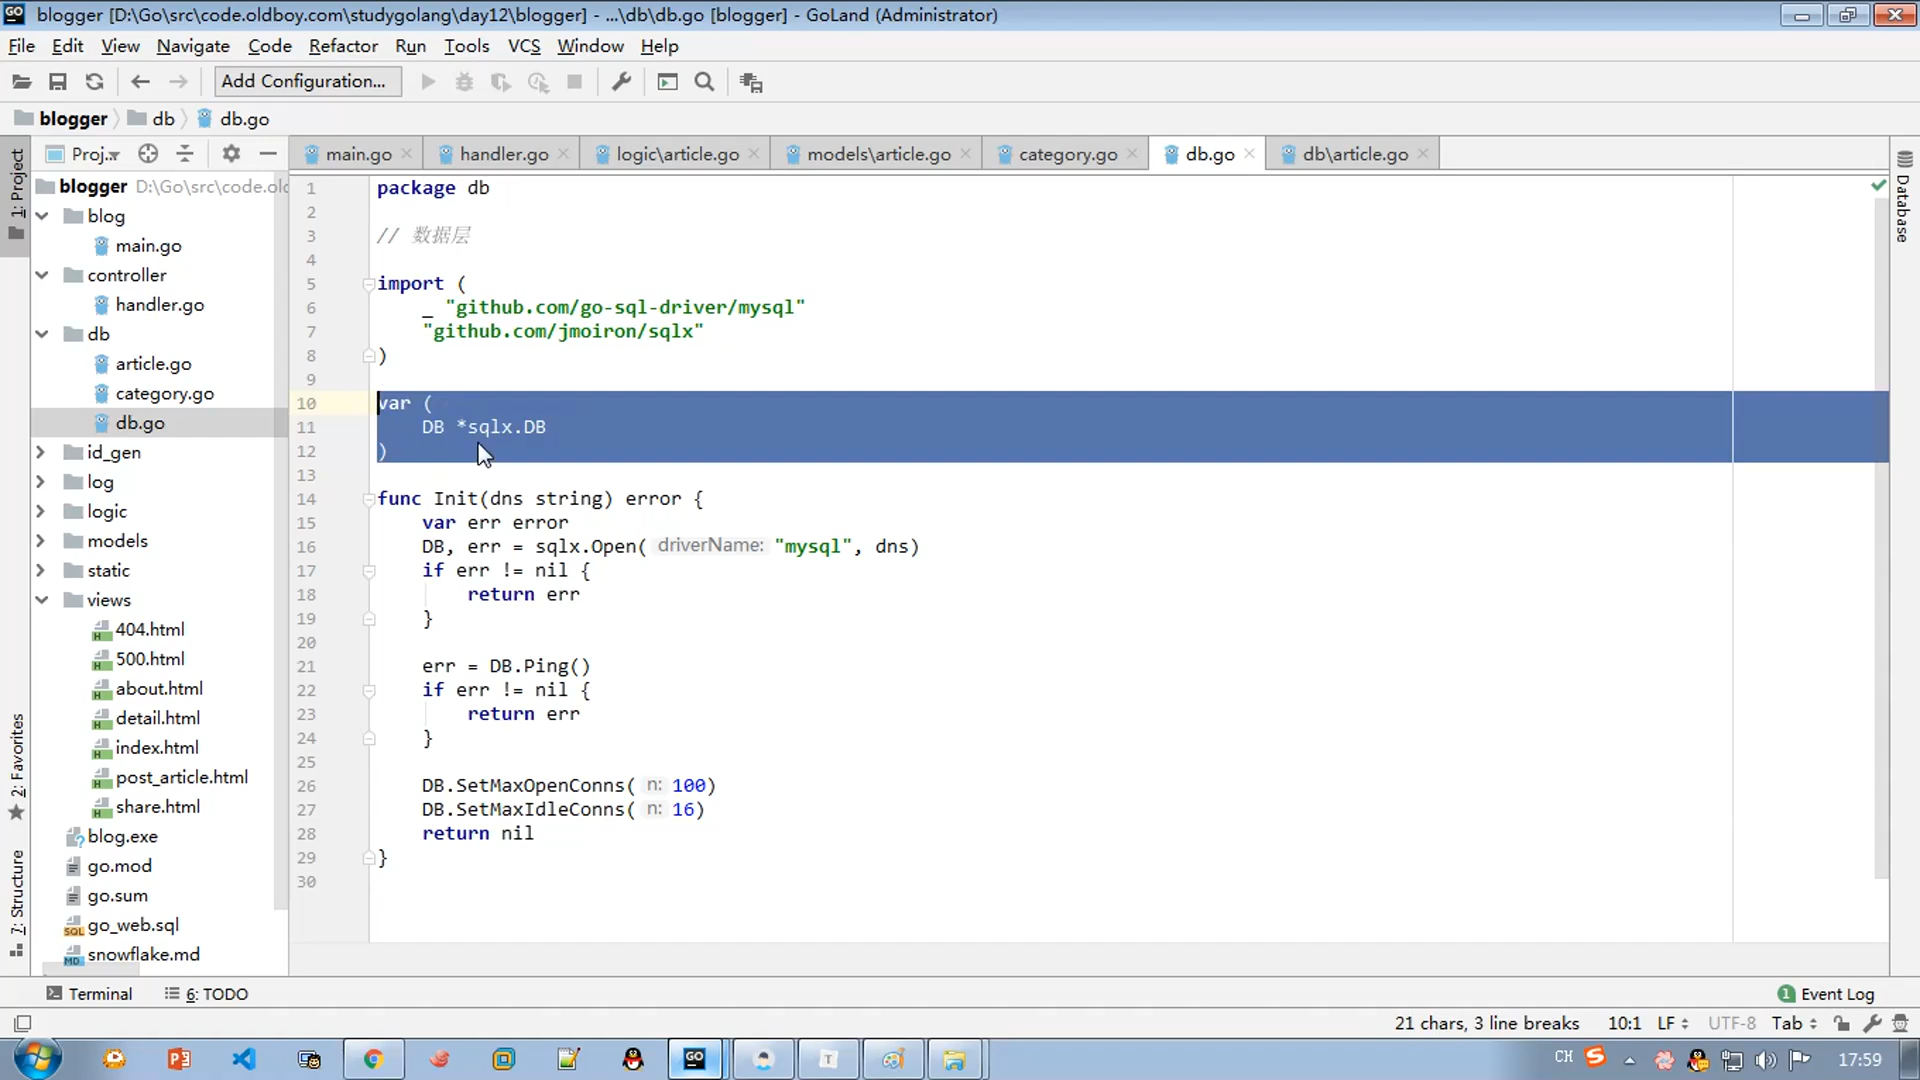 blogger [D:\Go\src\code.oldboy.com\studygolang\day12\blogger] - ...\db\db.go [blogger] - GoLand (Administrator)
File Edit View Navigate Code Refactor Run Tools VCS Window Help
Add Configuration...
blogger db db.go
Proj... main.go handler.go logic\article.go models\article.go category.go db.go db\article.go
1: Project
2: Favorites
7: Structure
Database
blogger D:\Go\src\code.old
blog
main.go
controller
handler.go
db
article.go
category.go
db.go
id_gen
log
logic
models
static
views
404.html
500.html
about.html
detail.html
index.html
post_article.html
share.html
blog.exe
go.mod
go.sum
go_web.sql
snowflake.md
1 package db
2
3 // 数据层
4
5 import (
6 _ "github.com/go-sql-driver/mysql"
7 "github.com/jmoiron/sqlx"
8 )
9
10 var (
11 DB *sqlx.DB
12 )
13
14 func Init(dns string) error {
15 var err error
16 DB, err = sqlx.Open( driverName: "mysql", dns)
17 if err != nil {
18 return err
19 }
20
21 err = DB.Ping()
22 if err != nil {
23 return err
24 }
25
26 DB.SetMaxOpenConns( n: 100)
27 DB.SetMaxIdleConns( n: 16)
28 return nil
29 }
30
Terminal 6: TODO 1 Event Log
21 chars, 3 line breaks 10:1 LF UTF-8 Tab
CH 17:59